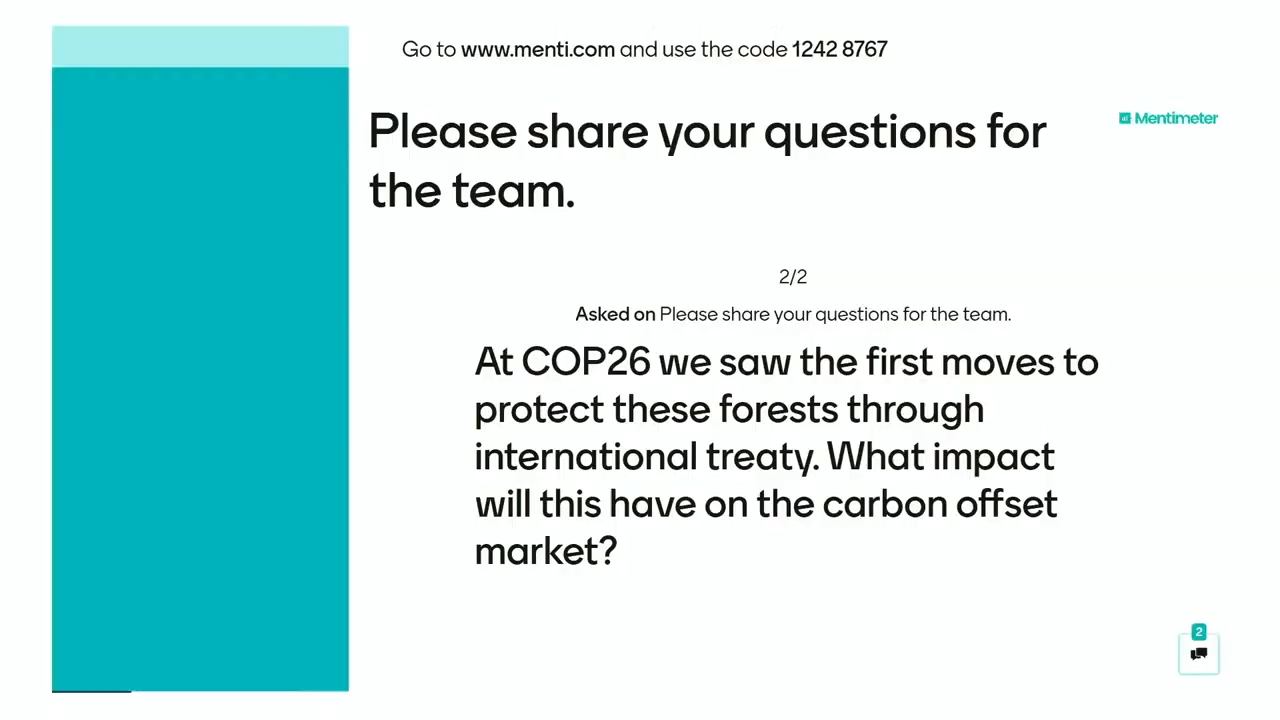 Go to www.menti.com and use the code 1242 8767
Please share your questions for
the team.
Mentimeter
2/2
Asked on Please share your questions for the team.
At COP26 we saw the first moves to
protect these forests through
international treaty. What impact
will this have on the carbon offset
market?
2